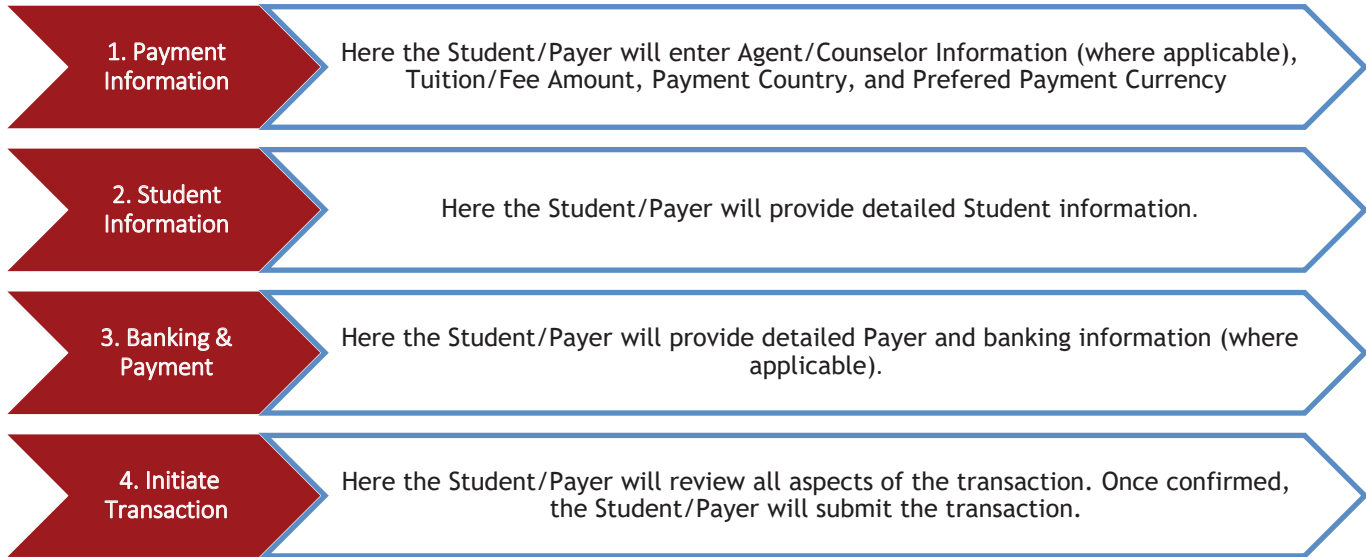 1. Payment
Information
Here the Student/Payer will enter Agent/Counselor Information (where applicable),
Tuition/Fee Amount, Payment Country, and Prefered Payment Currency
2. Student
Information
Here the Student/Payer will provide detailed Student information.
3. Banking &
Payment
Here the Student/Payer will provide detailed Payer and banking information (where
applicable).
4. Initiate
Transaction
Here the Student/Payer will review all aspects of the transaction. Once confirmed,
the Student/Payer will submit the transaction.